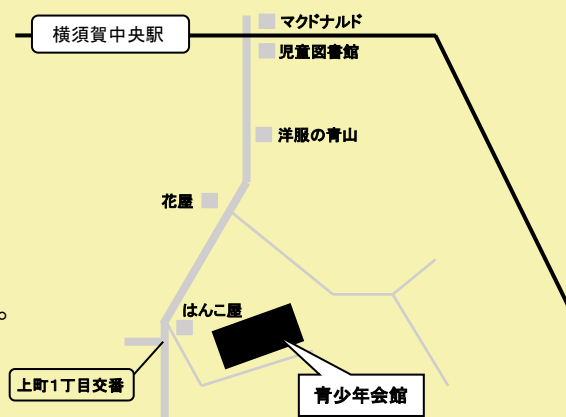 マクドナルド
横須賀中央駅
児童図書館
洋服の青山
花屋
はんこ屋
。
上町1丁目交番
青少年会館